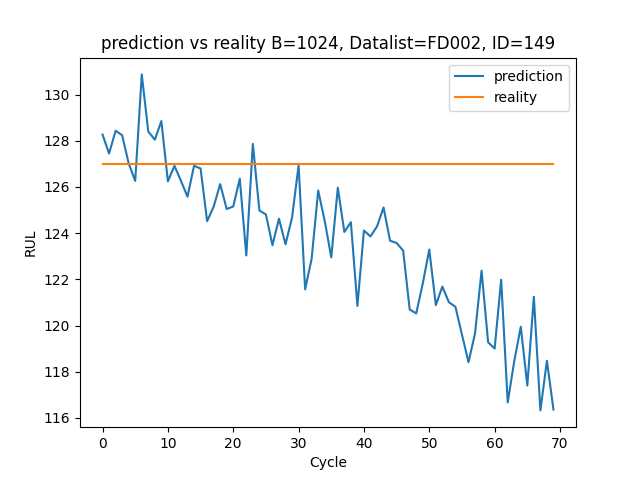 prediction vs reality B=1024, Datalist=FD002, ID=149
prediction
reality
RUL
130
128
126
124
122
120
118
116
0 10 20 30 40 50 60 70
Cycle